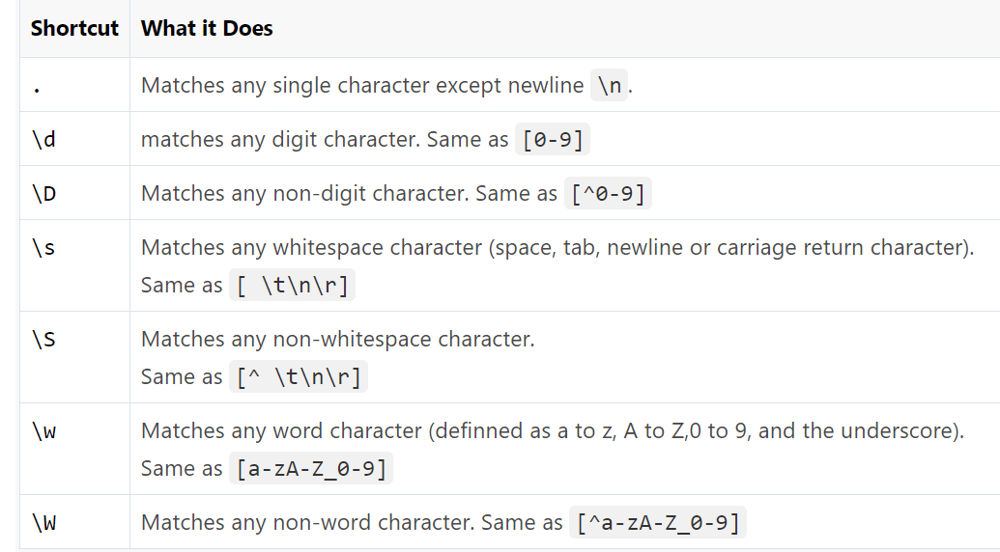 Shortcut What it Does
. Matches any single character except newline \n.
\d matches any digit character. Same as [0-9]
\D Matches any non-digit character. Same as [^0-9]
\s Matches any whitespace character (space, tab, newline or carriage return character).
Same as [ \t\n\r]
\S Matches any non-whitespace character.
Same as [^ \t\n\r]
\w Matches any word character (definned as a to z, A to Z,0 to 9, and the underscore).
Same as [a-zA-Z_0-9]
\W Matches any non-word character. Same as [^a-zA-Z_0-9]